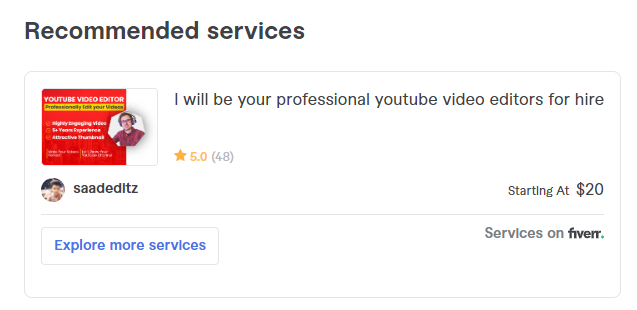 Recommended services
YOUTUBE VIDEO EDITOR
Professionally Edit your Videos
Highly Engaging Video
5+ Years Experience
Attractive Thumbnail
I will be your professional youtube video editors for hire
5.0 (48)
saadeditz
Starting At $20
Explore more services
Services on fiverr.